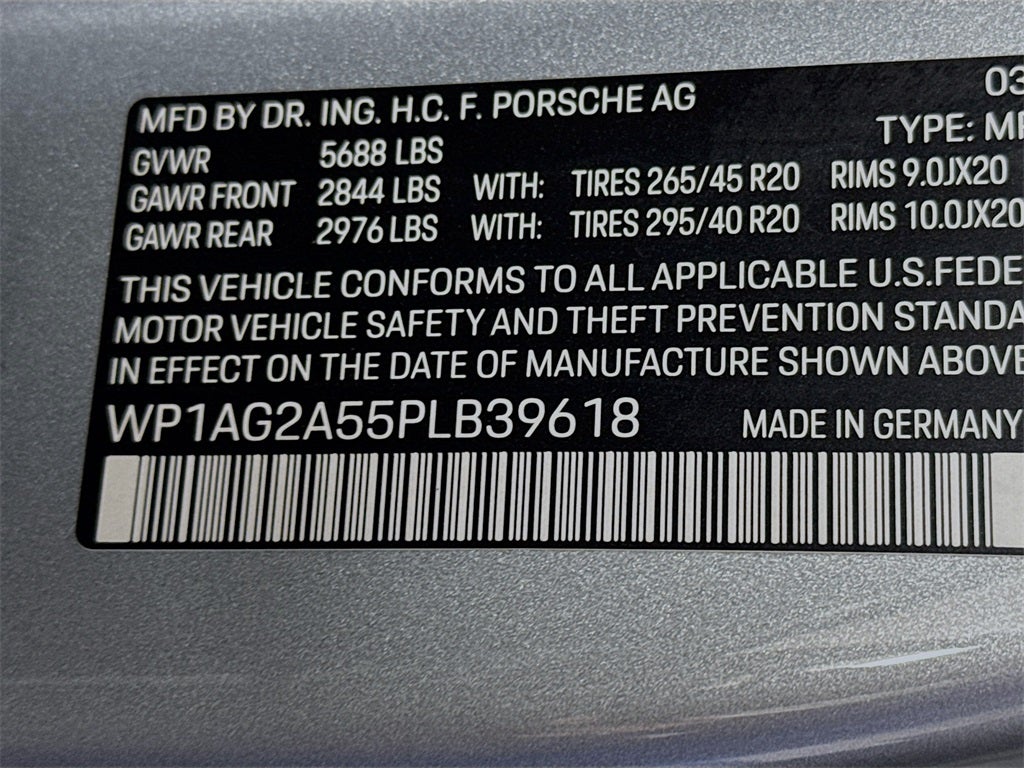 MFD BY DR. ING. H.C. F. PORSCHE AG 03
GVWR 5688 LBS TYPE:
GAWR FRONT 2844 LBS WITH: TIRES 265/45 R20 RIMS 9.0JX20
GAWR REAR 2976 LBS WITH: TIRES 295/40 R20 RIMS 10.0JX20
THIS VEHICLE CONFORMS TO ALL APPLICABLE U.S.FEDE
MOTOR VEHICLE SAFETY AND THEFT PREVENTION STANDA
IN EFFECT ON THE DATE OF MANUFACTURE SHOWN ABOVE
WP1AG2A55PLB39618 MADE IN GERMANY